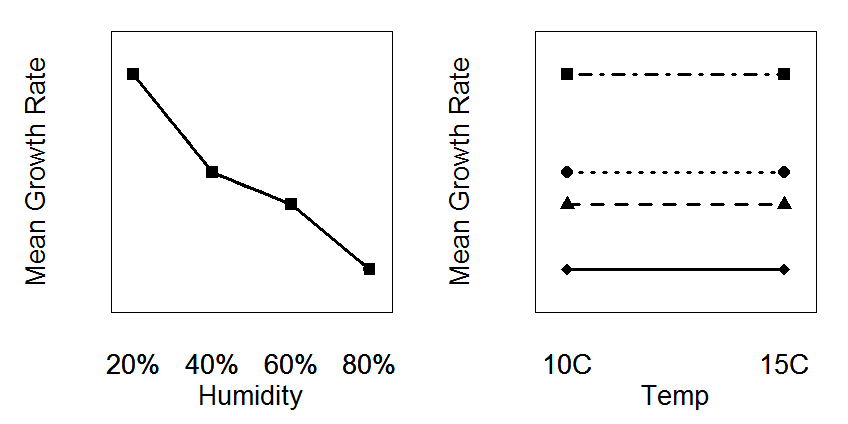 Mean Growth Rate
20% 40% 60% 80%
Humidity
Mean Growth Rate
10C 15C
Temp